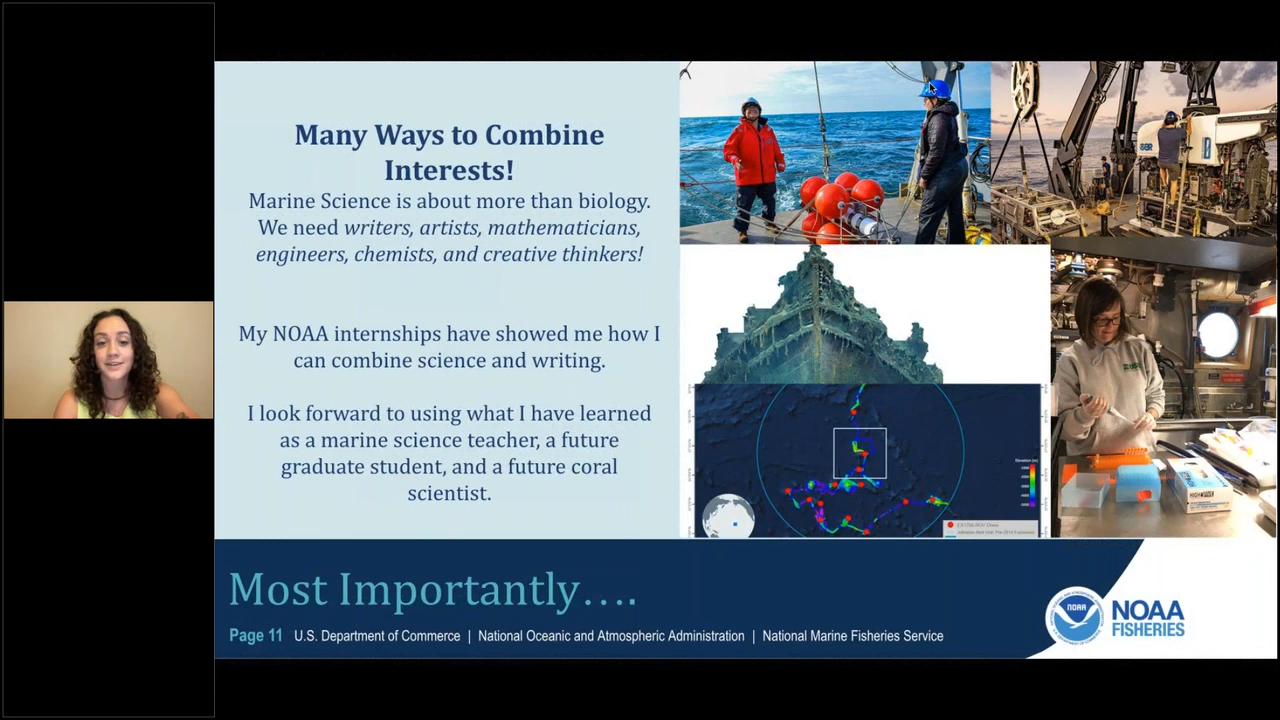 Many Ways to Combine
Interests!
Marine Science is about more than biology.
We need writers, artists, mathematicians,
engineers, chemists, and creative thinkers!
My NOAA internships have showed me how I
can combine science and writing.
I look forward to using what I have learned
as a marine science teacher, a future
graduate student, and a future coral
scientist.
Most Importantly….
Page 11 U.S. Department of Commerce | National Oceanic and Atmospheric Administration | National Marine Fisheries Service
NOAA
NOAA
FISHERIES